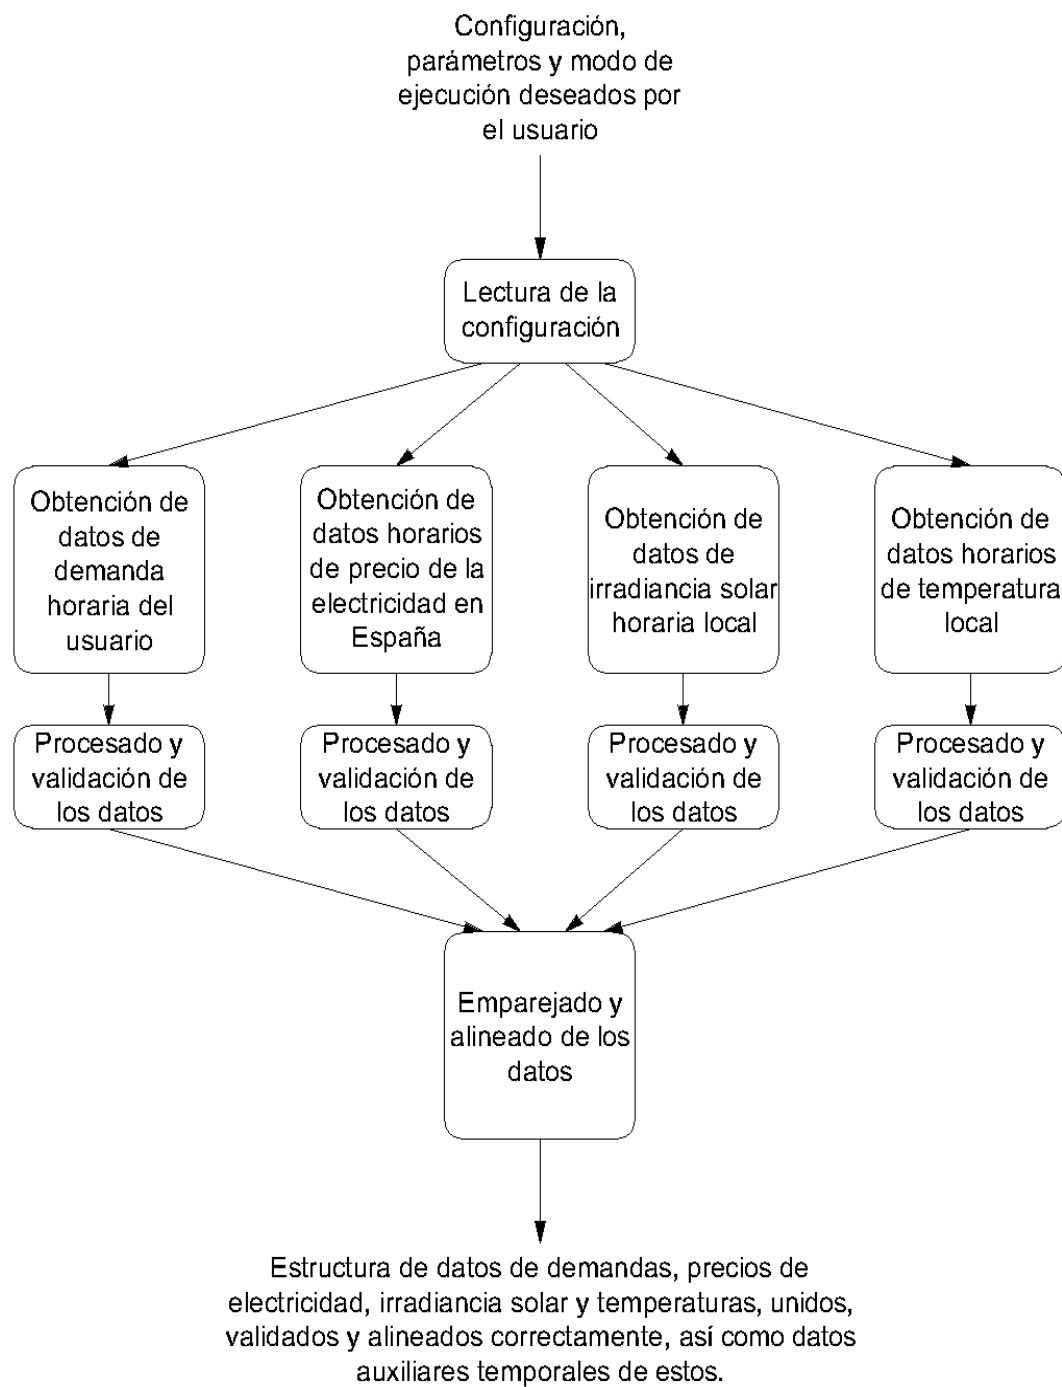 Configuración,
parámetros y modo de
ejecución deseados por
el usuario
Lectura de la
configuración
Obtención de
datos de
demanda
horaria del
usuario
Obtención de
datos horarios
de precio de la
electricidad en
España
Obtención de
datos de
irradiancia solar
horaria local
Obtención de
datos horarios
de temperatura
local
Procesado y
validación de
los datos
Procesado y
validación de
los datos
Procesado y
validación de
los datos
Procesado y
validación de
los datos
Emparejado y
alineado de los
datos
Estructura de datos de demandas, precios de
electricidad, irradiancia solar y temperaturas, unidos,
validados y alineados correctamente, así como datos
auxiliares temporales de estos.